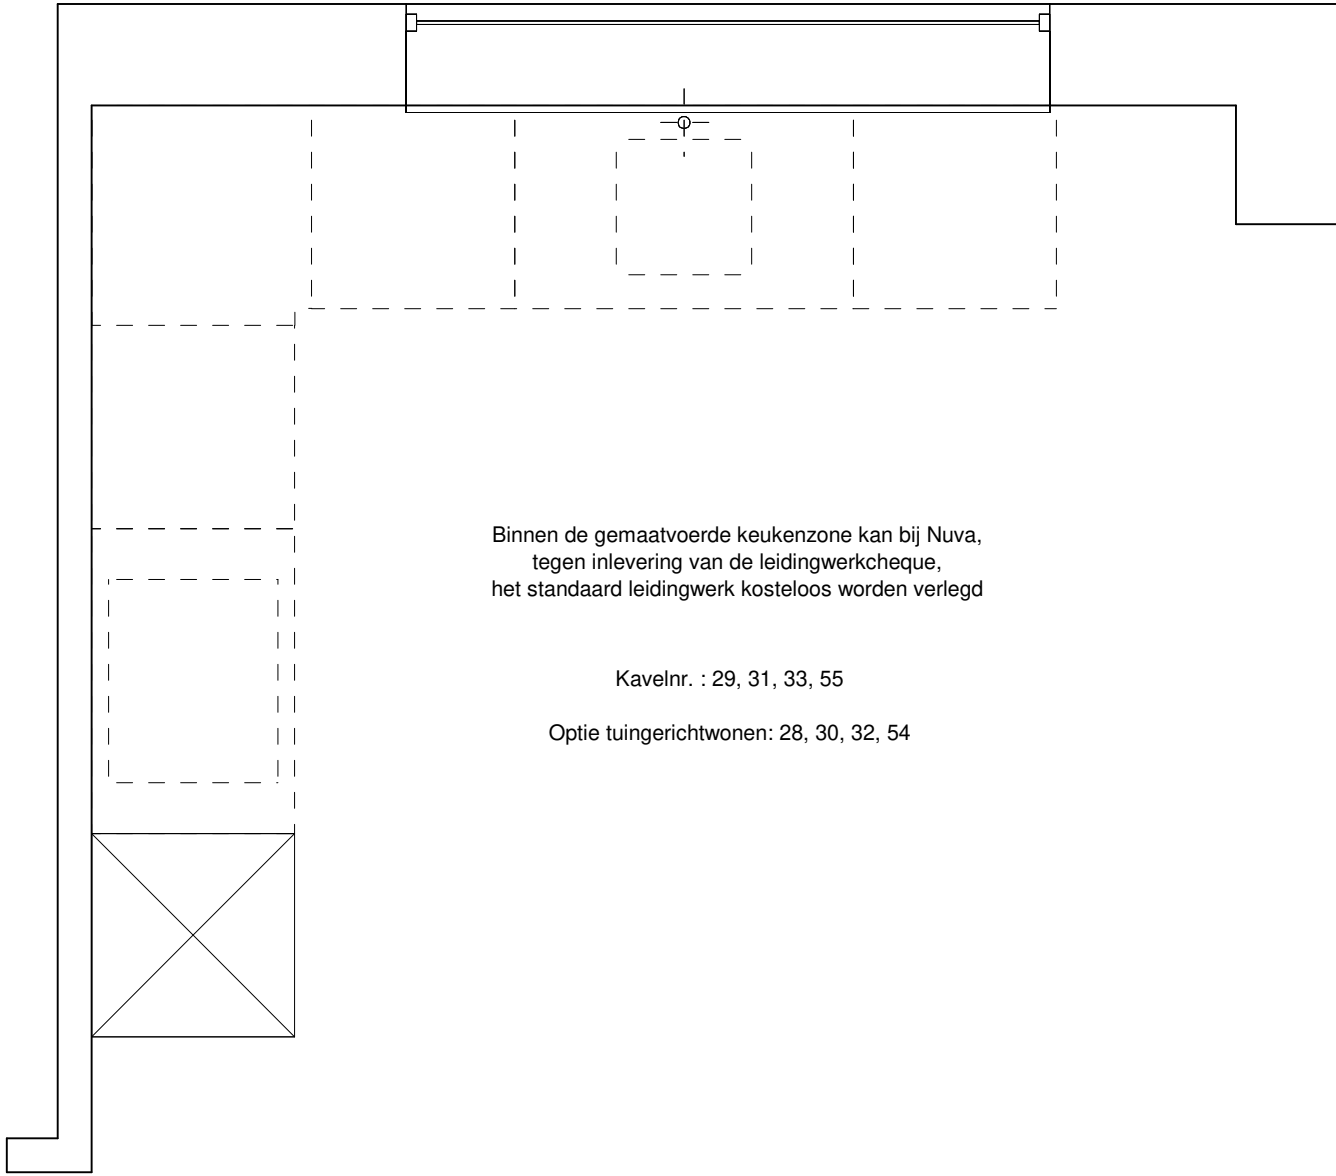 Binnen de gemaatvoerde keukenzone kan bij Nuva,
tegen inlevering van de leidingwerkcheque,
het standaard leidingwerk kosteloos worden verlegd
Kavelnr. : 29, 31, 33, 55
Optie tuingerichtwonen: 28, 30, 32, 54